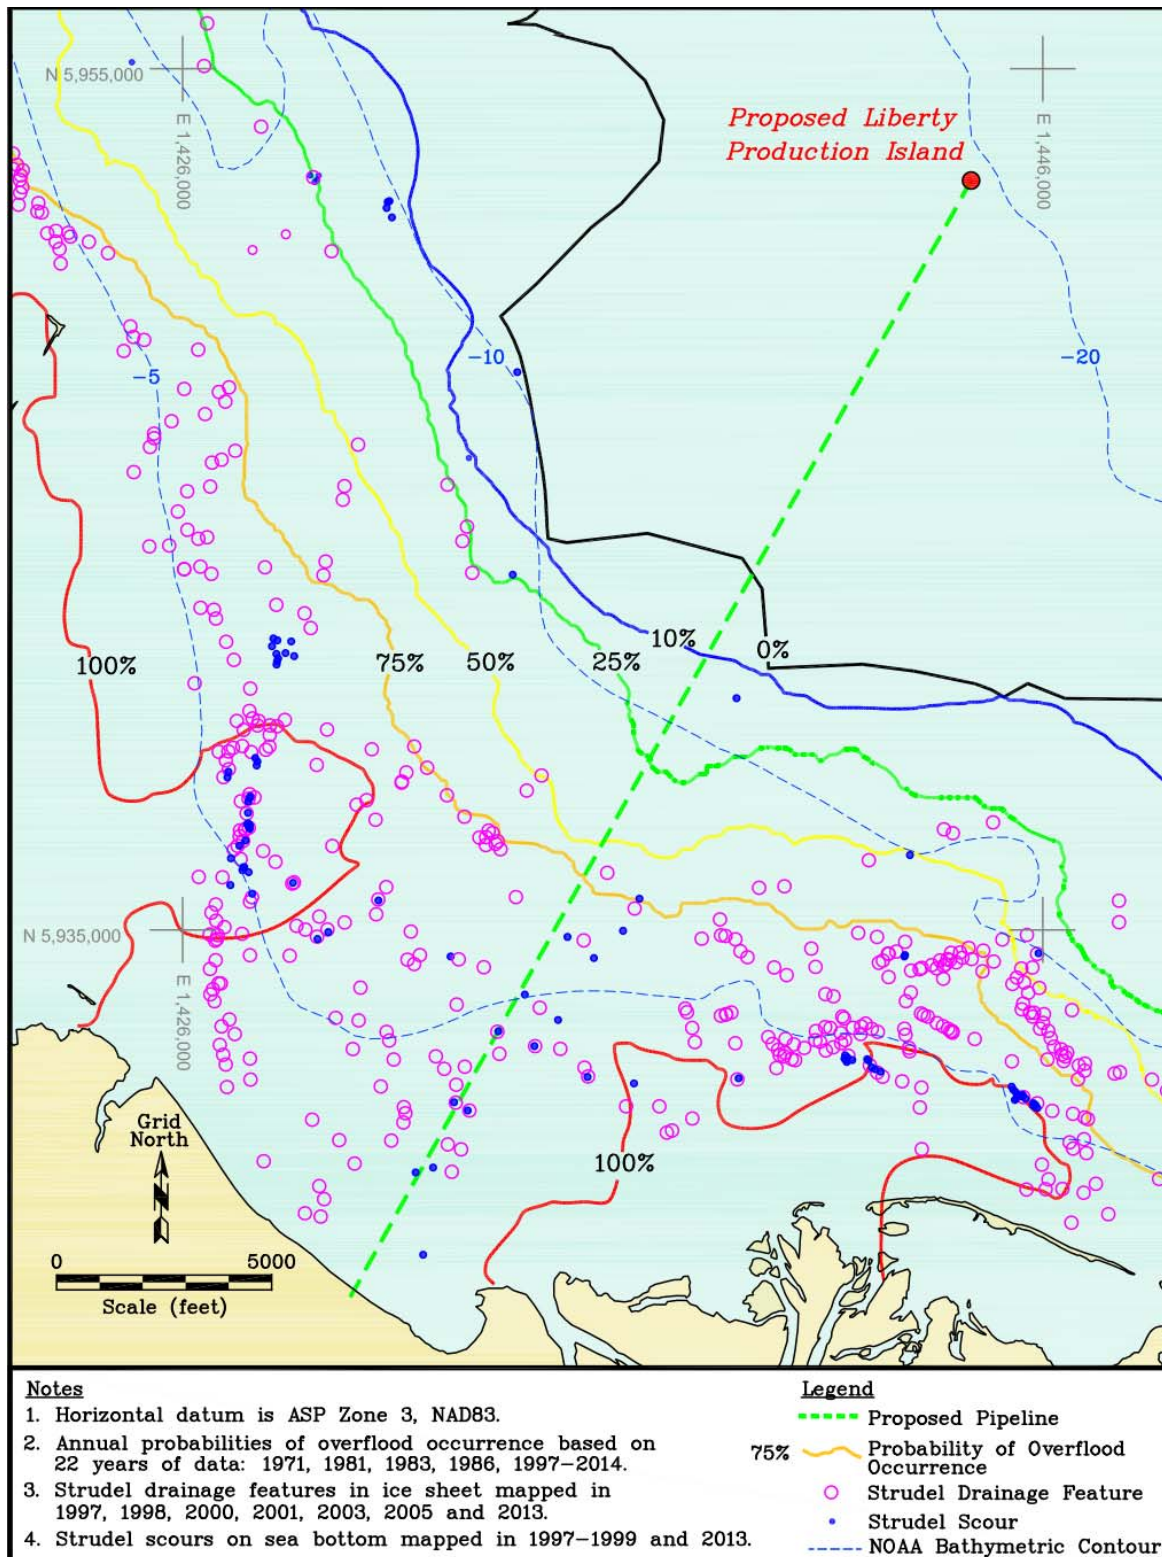 N 5,955,000
E 1,426,000
Proposed Liberty
Production Island
E 1,446,000
-5
-10
-20
100%
75%
50%
25%
10%
0%
N 5,935,000
E 1,426,000
Grid
North
N
100%
0 5000
Scale (feet)
Notes
1. Horizontal datum is ASP Zone 3, NAD83.
2. Annual probabilities of overflood occurrence based on
22 years of data: 1971, 1981, 1983, 1986, 1997-2014.
3. Strudel drainage features in ice sheet mapped in
1997, 1998, 2000, 2001, 2003, 2005 and 2013.
4. Strudel scours on sea bottom mapped in 1997-1999 and 2013.
Legend
Proposed Pipeline
75% Probability of Overflood
Occurrence
Strudel Drainage Feature
Strudel Scour
NOAA Bathymetric Contour